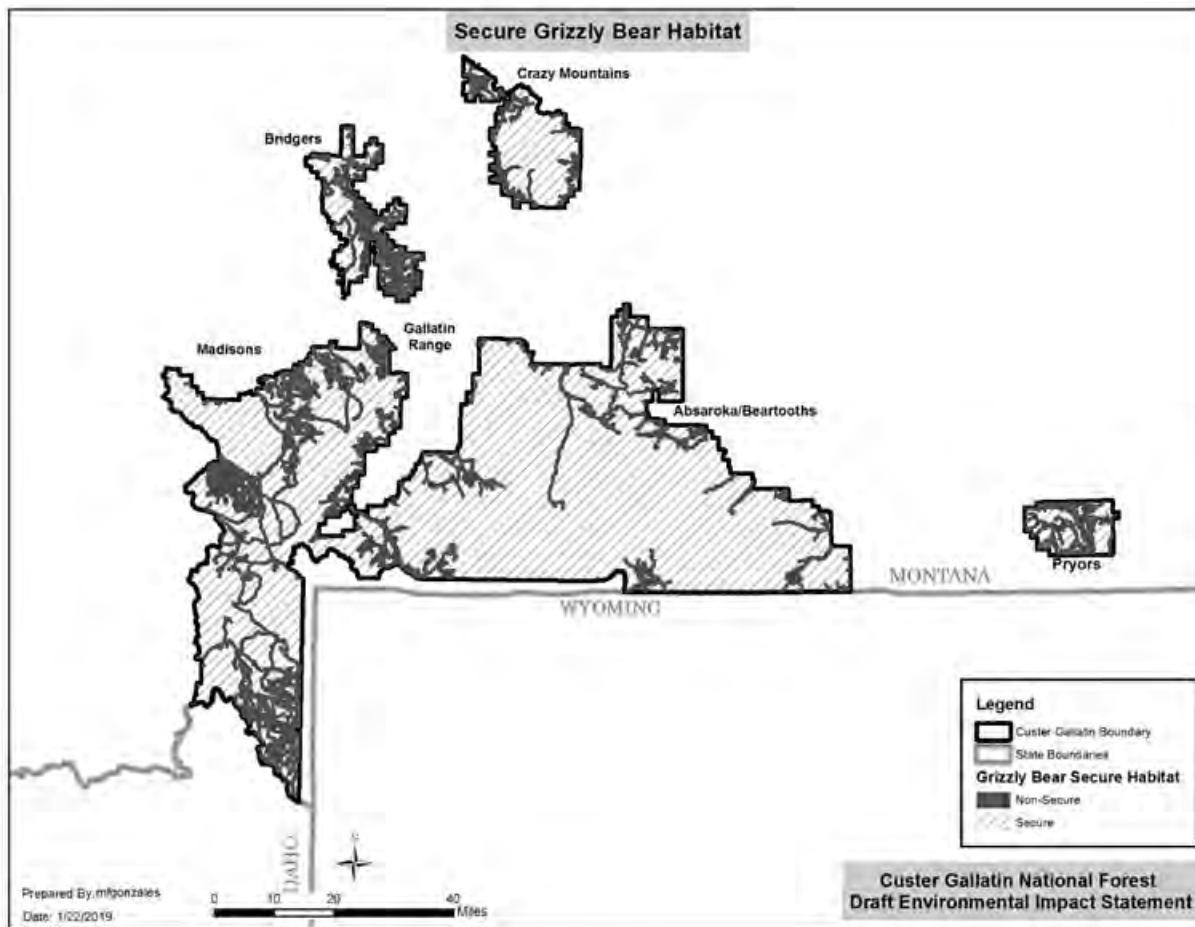 Secure Grizzly Bear Habitat
Crazy Mountains
Bridgers
Gallatin
Range
Madisons
Absaroka/Beartooths
Pryors
MONTANA
WYOMING
DAHO
Legend
Custer Gallatin Boundary
State Boundaries
Grizzly Bear Secure Habitat
Non-Secure
Secure
Prepared By: mfgonzales
Date: 1/22/2019
0 10 20 40
Miles
Custer Gallatin National Forest
Draft Environmental Impact Statement